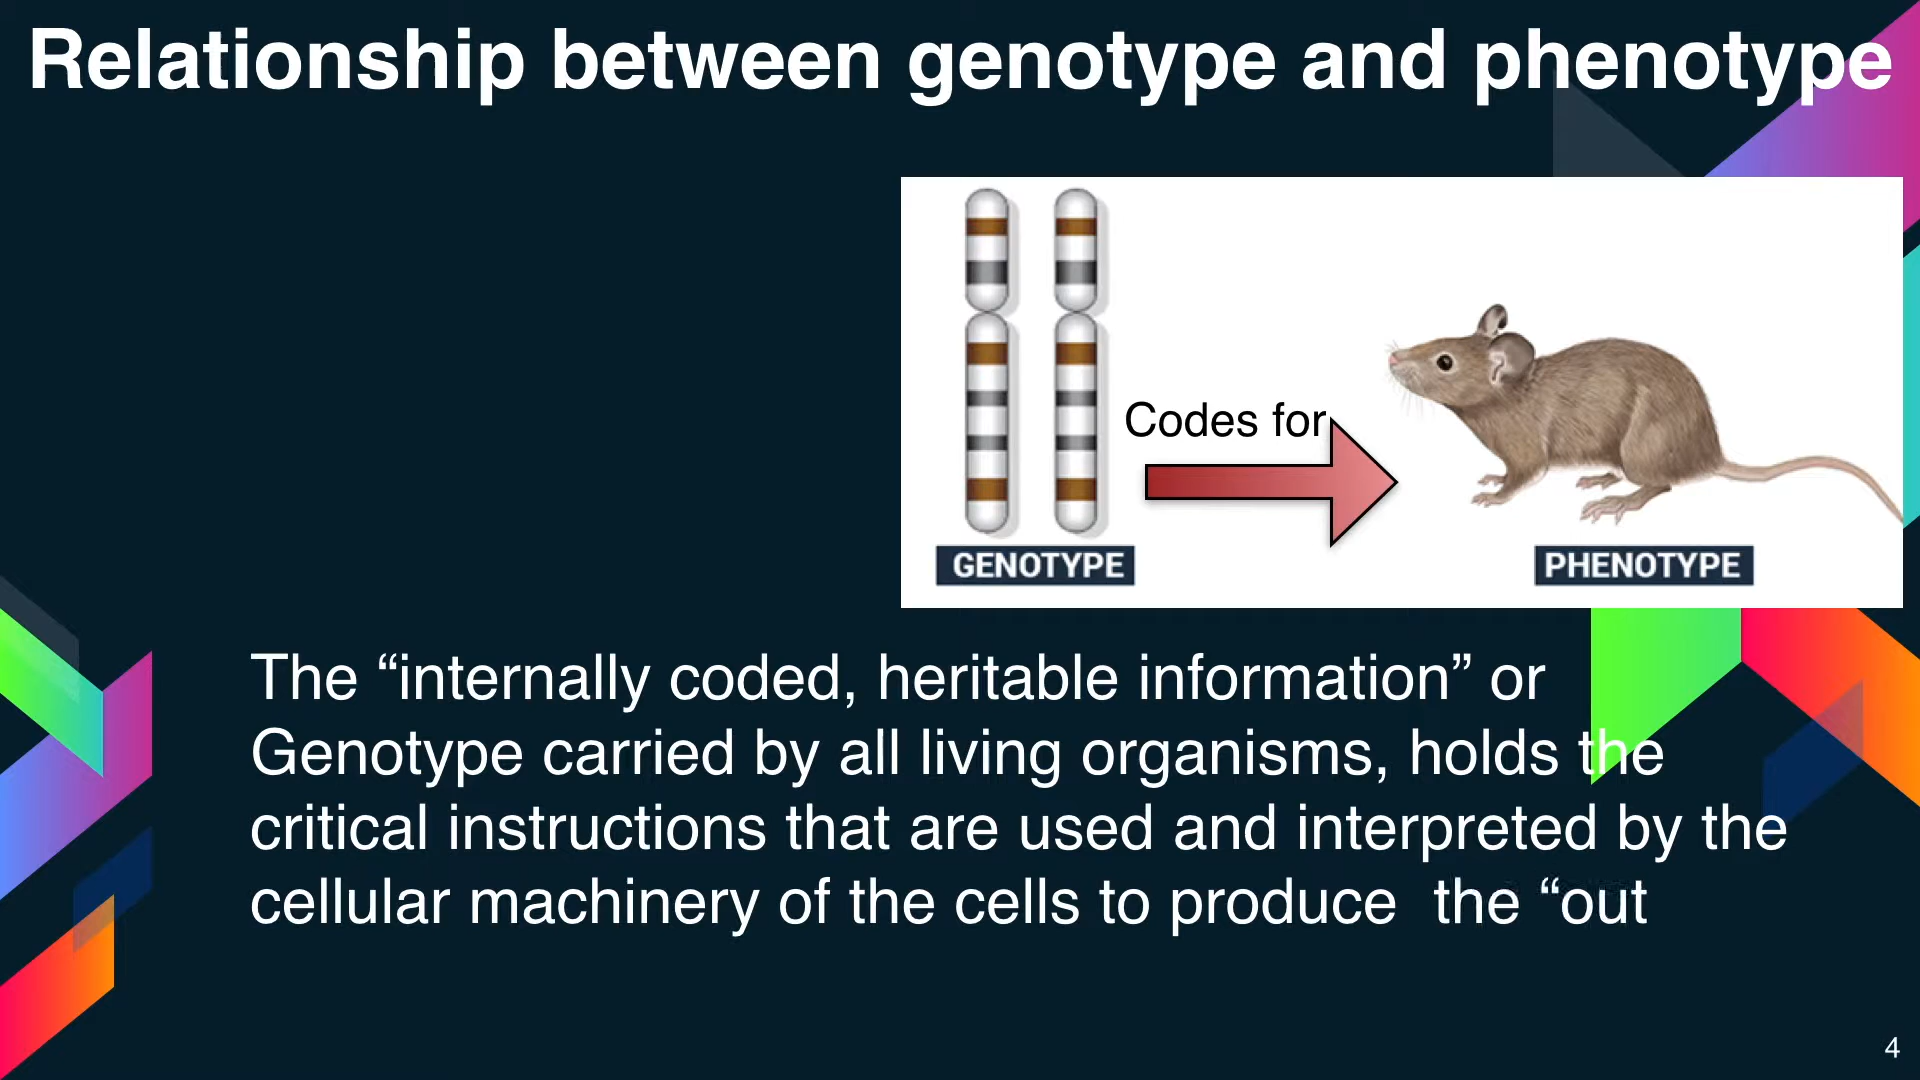 Relationship between genotype and phenotype
Codes for
GENOTYPE
PHENOTYPE
The “internally coded, heritable information” or
Genotype carried by all living organisms, holds the
critical instructions that are used and interpreted by the
cellular machinery of the cells to produce  the “out
4